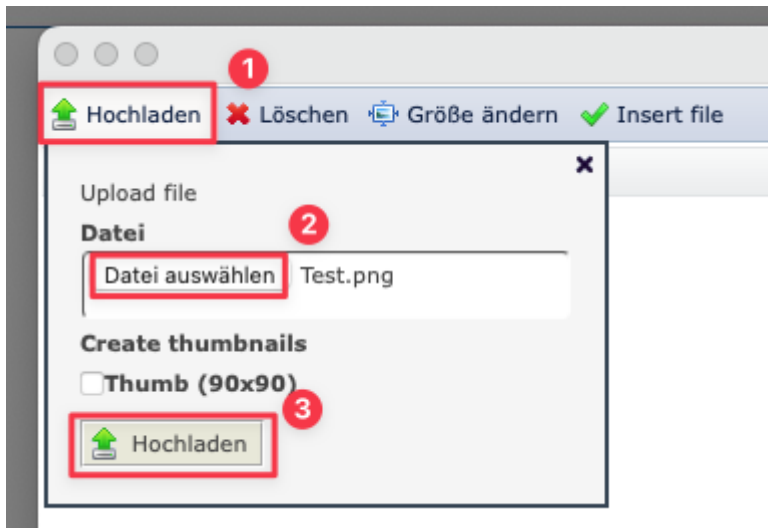 1
Hochladen Löschen Größe ändern Insert file
Upload file
2
Datei
Datei auswählen Test.png
Create thumbnails
Thumb (90x90)
3
Hochladen